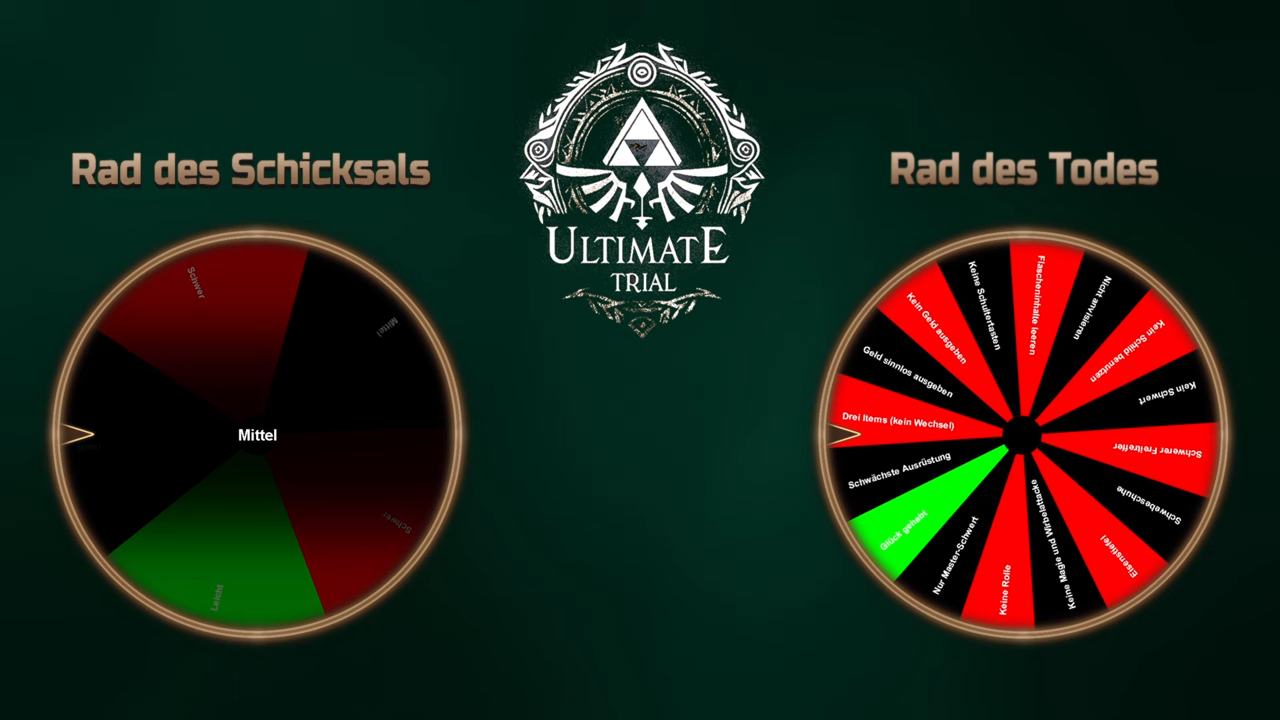 Rad des Schicksals
ULTIMATE
TRIAL
Rad des Todes
Schwer
Mittel
Mittel
Schwer
Leicht
Flascheninhalte leeren
Nicht anvisieren
Kein Schild benutzen
Kein Schwert
Schwerer Freitreffer
Schwebeschuhe
Eisenstiefel
Keine Magie und Wirbelattacke
Keine Rolle
Nur Master-Schwert
Glück gehabt
Schwächste Ausrüstung
Drei Items (kein Wechsel)
Geld sinnlos ausgeben
Kein Geld ausgeben
Keine Schultertasten